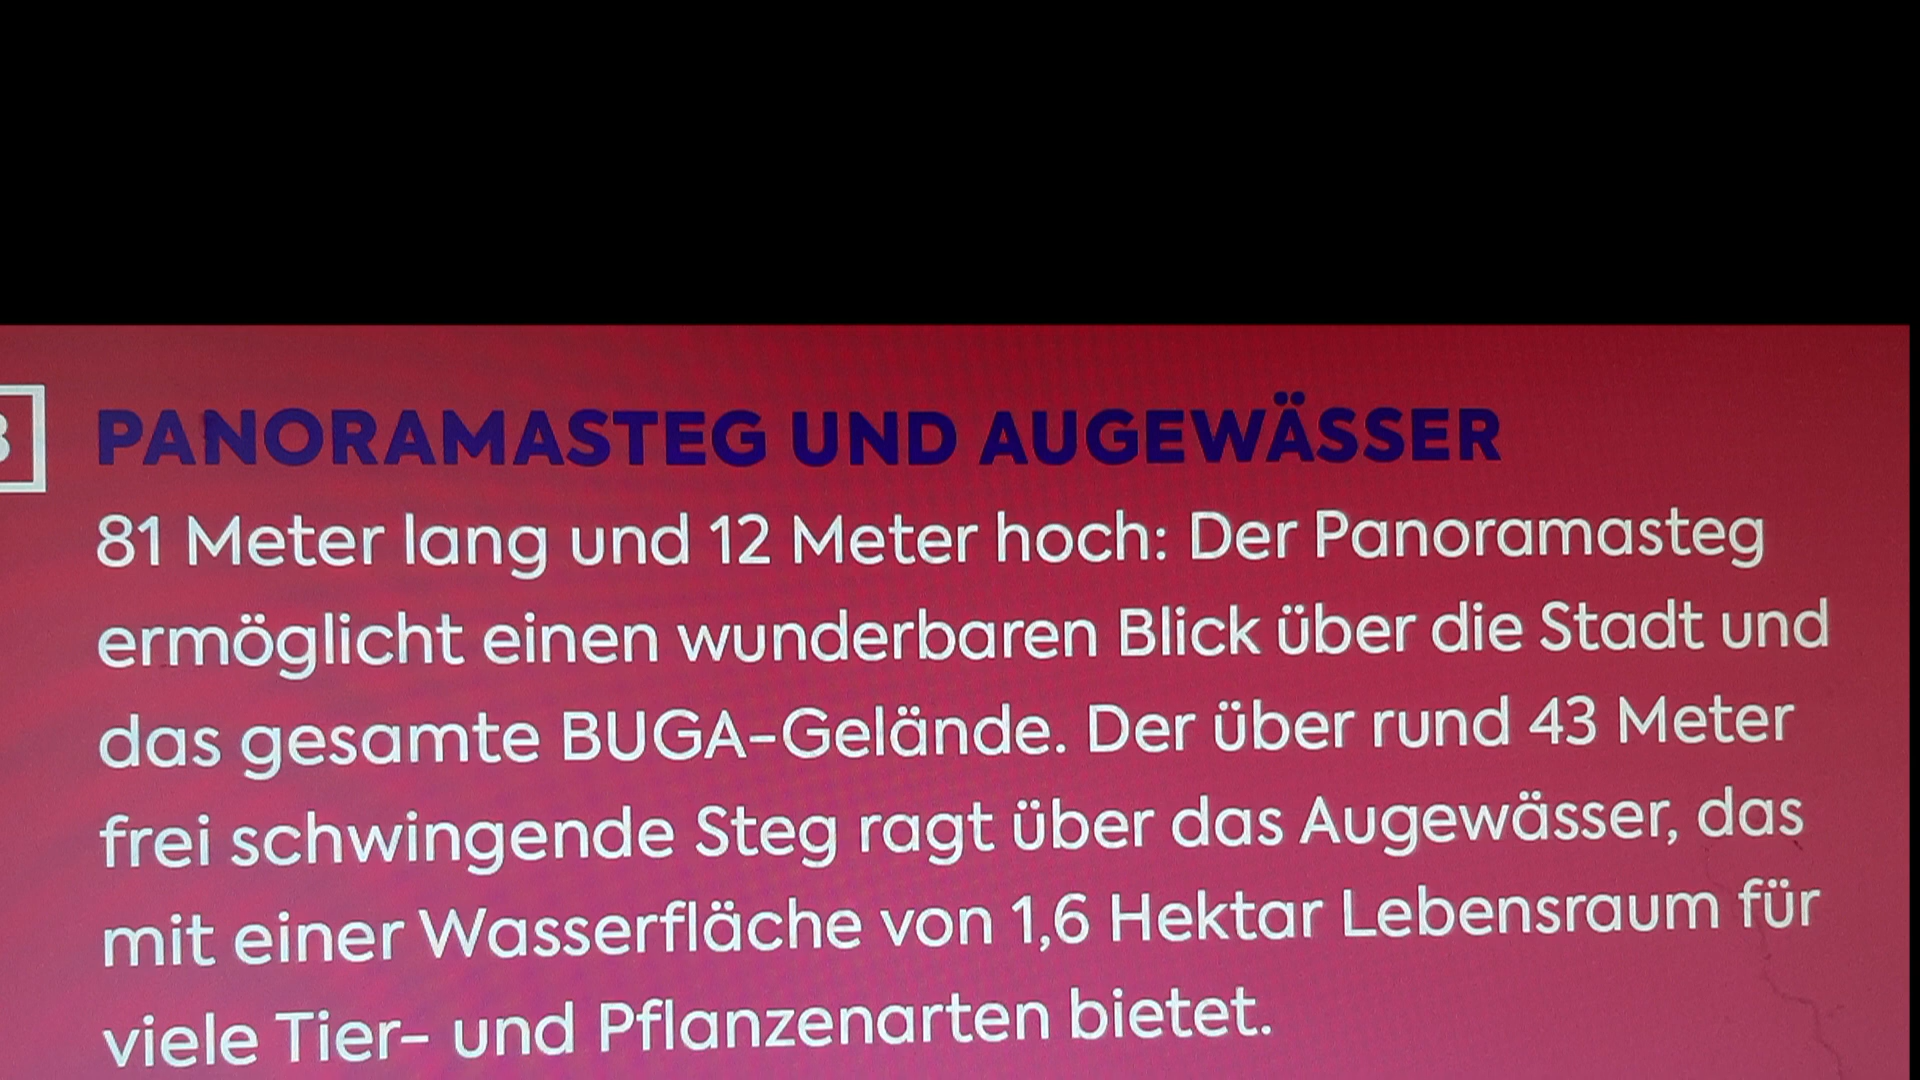 PANORAMASTEG UND AUGEWÄSSER
81 Meter lang und 12 Meter hoch: Der Panoramasteg
ermöglicht einen wunderbaren Blick über die Stadt und
das gesamte BUGA-Gelände. Der über rund 43 Meter
frei schwingende Steg ragt über das Augewässer, das
mit einer Wasserfläche von 1,6 Hektar Lebensraum für
viele Tier- und Pflanzenarten bietet.